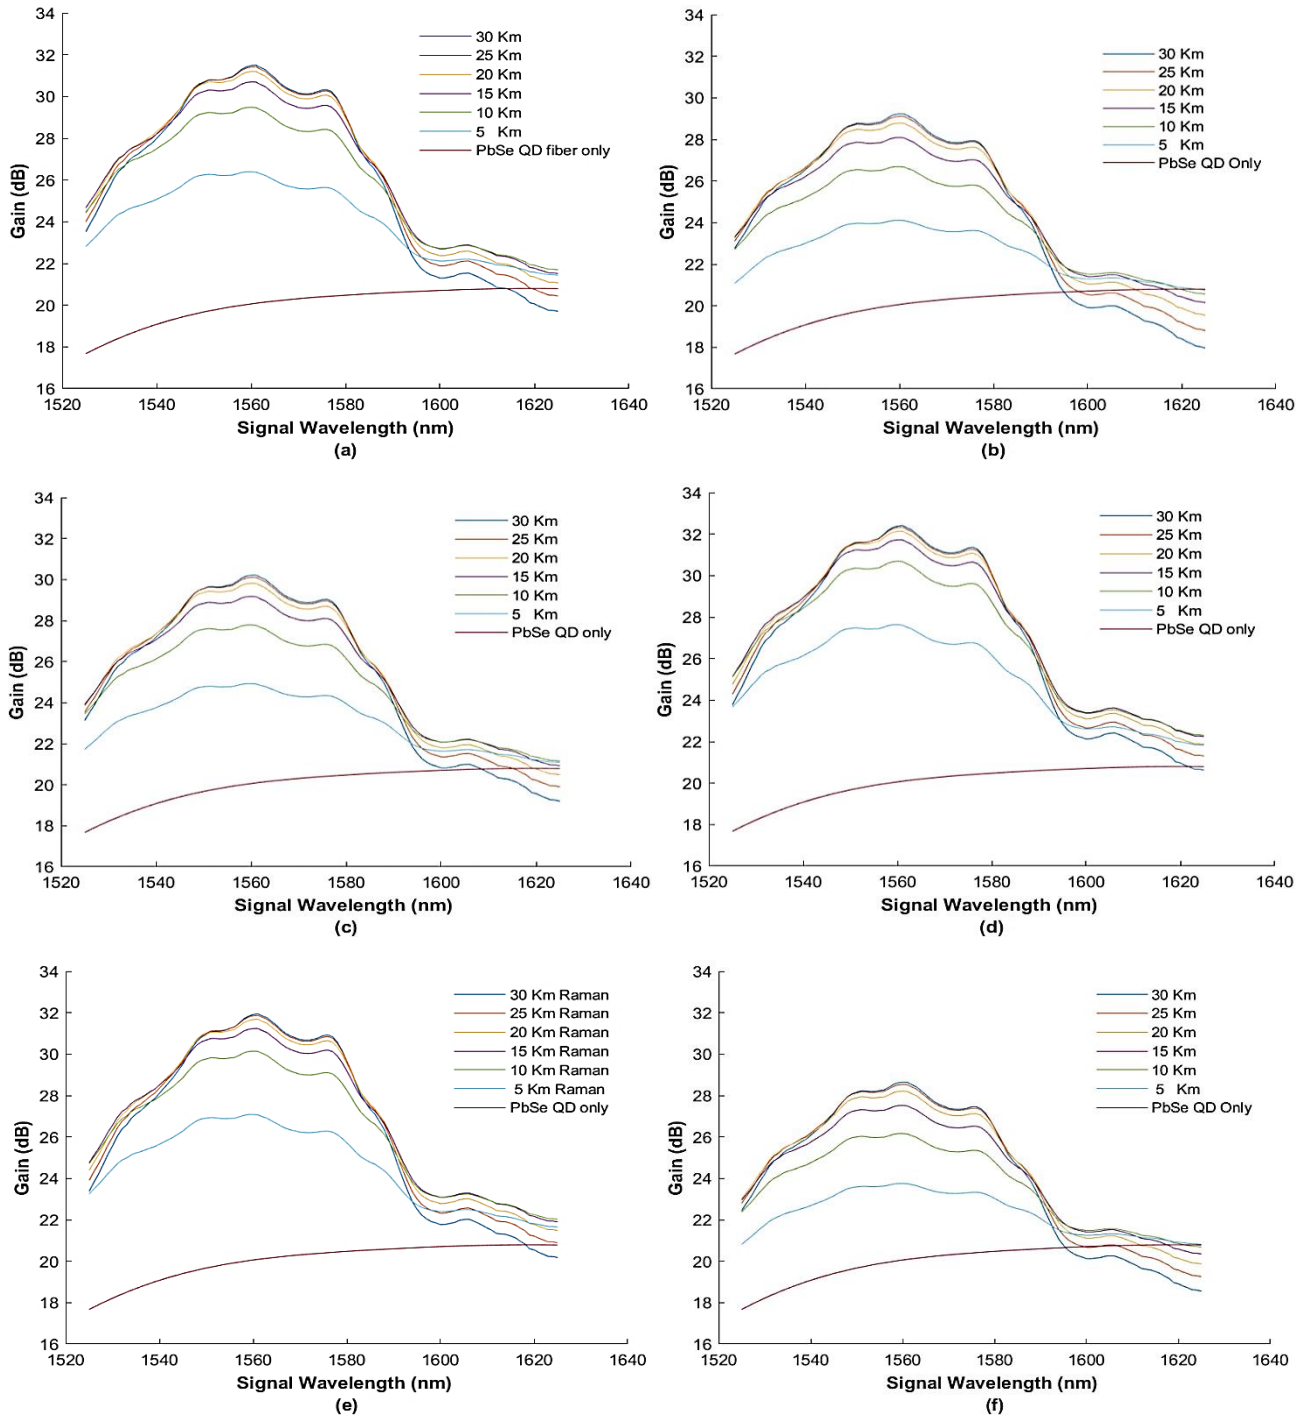 34
32
30
28
26
24
22
20
18
16
Gain (dB)
30 Km
25 Km
20 Km
15 Km
10 Km
5 Km
PbSe QD fiber only
1520 1540 1560 1580 1600 1620 1640
Signal Wavelength (nm)
(a)
34
32
30
28
26
24
22
20
18
16
Gain (dB)
30 Km
25 Km
20 Km
15 Km
10 Km
5 Km
PbSe QD Only
1520 1540 1560 1580 1600 1620 1640
Signal Wavelength (nm)
(b)
34
32
30
28
26
24
22
20
18
16
Gain (dB)
30 Km
25 Km
20 Km
15 Km
10 Km
5 Km
PbSe QD only
1520 1540 1560 1580 1600 1620 1640
Signal Wavelength (nm)
(c)
34
32
30
28
26
24
22
20
18
16
Gain (dB)
30 Km
25 Km
20 Km
15 Km
10 Km
5 Km
PbSe QD only
1520 1540 1560 1580 1600 1620 1640
Signal Wavelength (nm)
(d)
34
32
30
28
26
24
22
20
18
16
Gain (dB)
30 Km Raman
25 Km Raman
20 Km Raman
15 Km Raman
10 Km Raman
5 Km Raman
PbSe QD only
1520 1540 1560 1580 1600 1620 1640
Signal Wavelength (nm)
(e)
34
32
30
28
26
24
22
20
18
16
Gain (dB)
30 Km
25 Km
20 Km
15 Km
10 Km
5 Km
PbSe QD Only
1520 1540 1560 1580 1600 1620 1640
Signal Wavelength (nm)
(f)